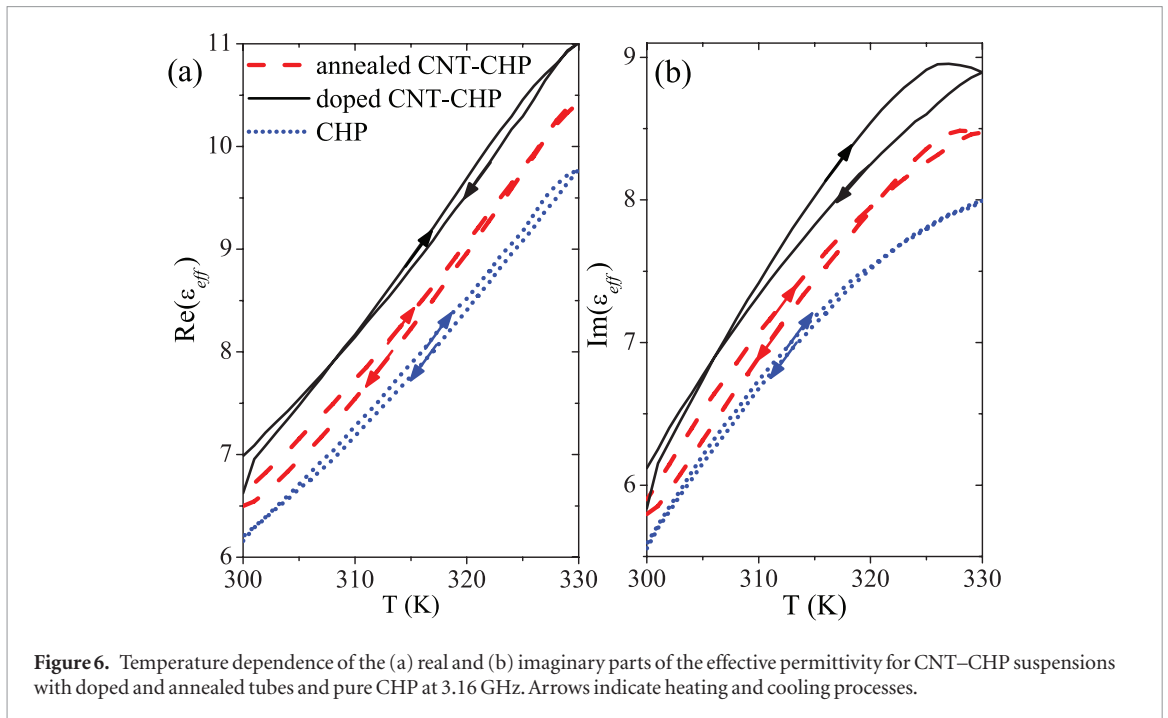 (a)
annealed CNT-CHP
doped CNT-CHP
CHP
11
10
9
8
7
6
Re(ε_eff)
300 310 320 330
T (K)
(b)
9
8
7
6
Im(ε_eff)
300 310 320 330
T (K)
Figure 6. Temperature dependence of the (a) real and (b) imaginary parts of the effective permittivity for CNT–CHP suspensions
with doped and annealed tubes and pure CHP at 3.16 GHz. Arrows indicate heating and cooling processes.